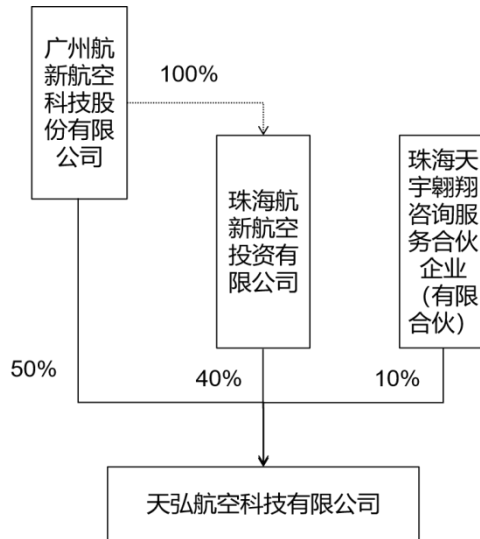 广州航
新航空
科技股
份有限
公司
100%
珠海航
新航空
投资有
限公司
珠海天
宇翱翔
咨询服
务合伙
企业
（有限
合伙）
50%
40%
10%
天弘航空科技有限公司